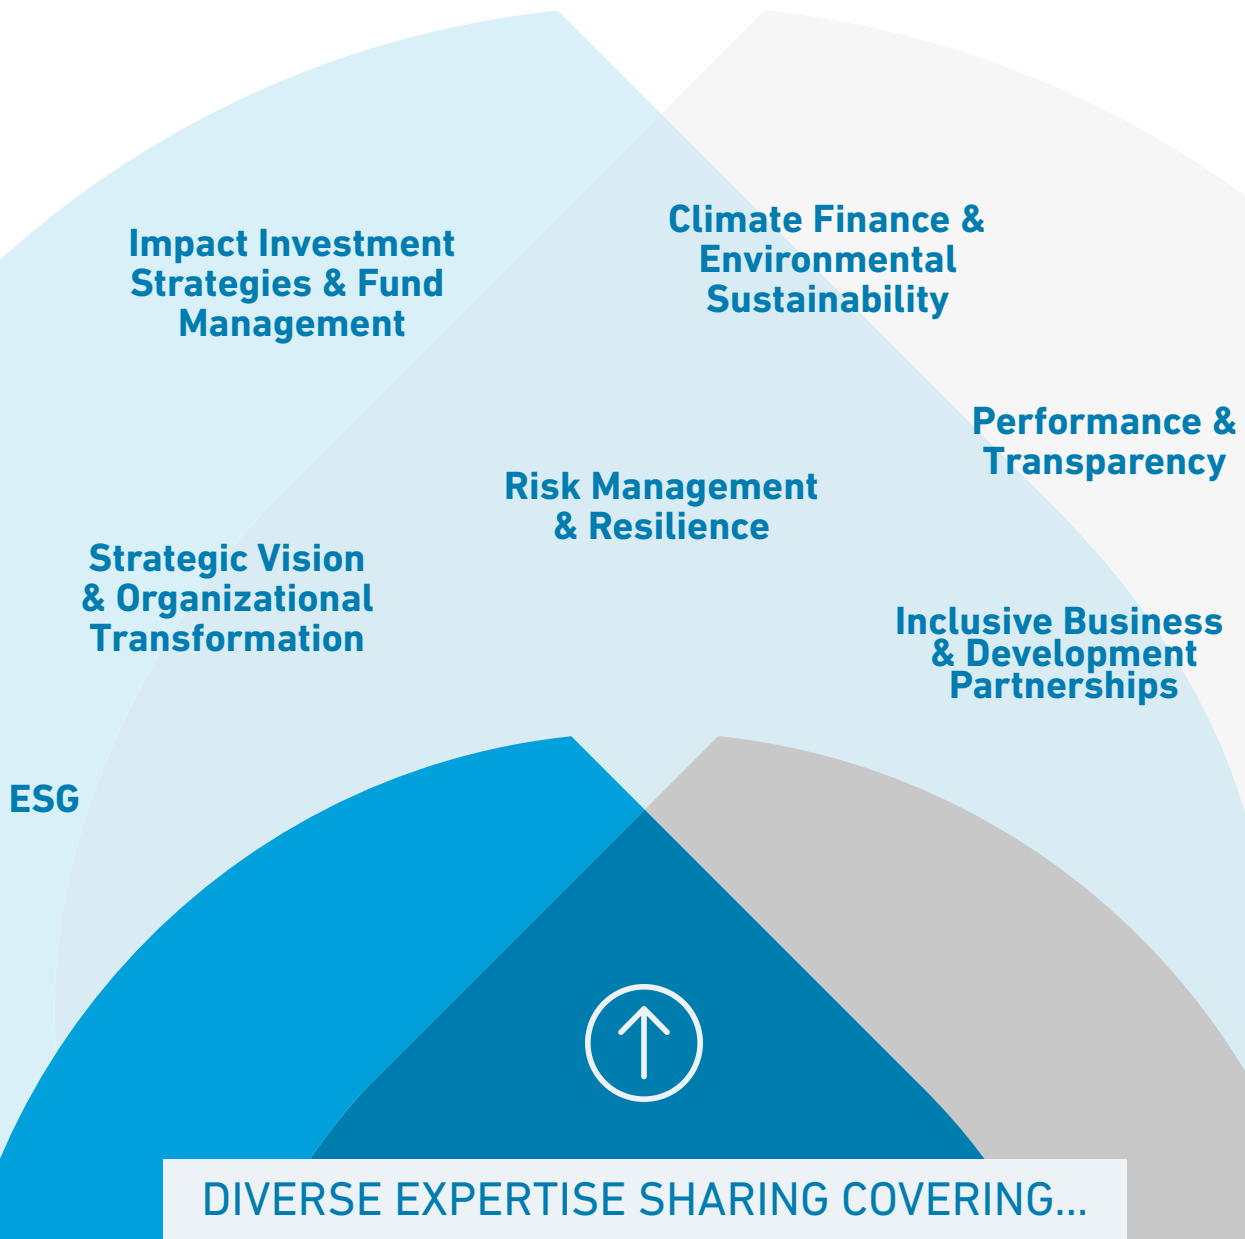 Impact Investment
Strategies & Fund
Management
Climate Finance &
Environmental
Sustainability
Performance &
Transparency
Risk Management
& Resilience
Strategic Vision
& Organizational
Transformation
Inclusive Business
& Development
Partnerships
ESG
DIVERSE EXPERTISE SHARING COVERING...